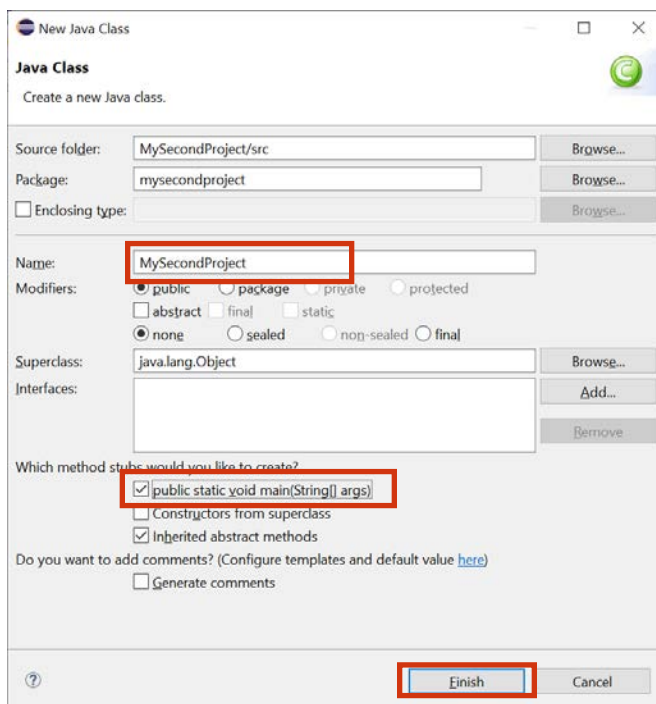 New Java Class
Java Class
Create a new Java class.
Source folder: MySecondProject/src Browse...
Package: mysecondproject Browse...
Enclosing type: Browse...
Name: MySecondProject
Modifiers: public package private protected
abstract final static
none sealed non-sealed final
Superclass: java.lang.Object Browse...
Interfaces: Add...
Remove
Which method stubs would you like to create?
public static void main(String[] args)
Constructors from superclass
Inherited abstract methods
Do you want to add comments? (Configure templates and default value here)
Generate comments
? Finish Cancel